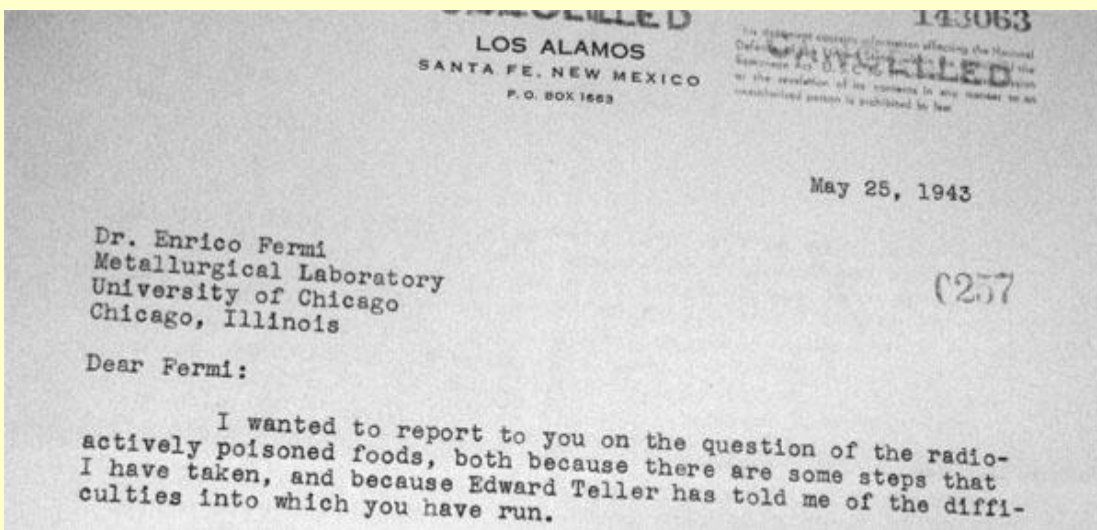 143063
LOS ALAMOS
SANTA FE, NEW MEXICO
P. O. BOX 1663
CANCELLED
May 25, 1943
Dr. Enrico Fermi
Metallurgical Laboratory
University of Chicago
Chicago, Illinois
0257
Dear Fermi:
I wanted to report to you on the question of the radio-
actively poisoned foods, both because there are some steps that
I have taken, and because Edward Teller has told me of the diffi-
culties into which you have run.